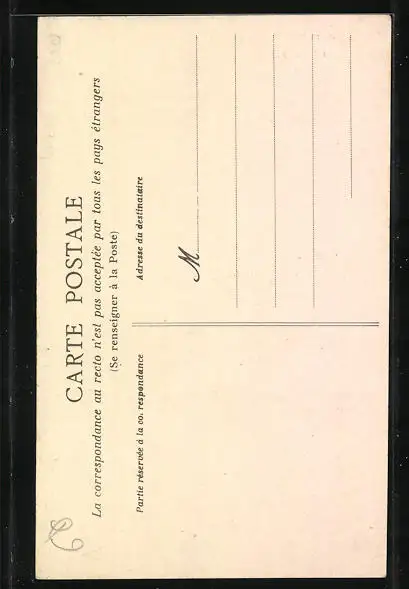 CARTE POSTALE
La correspondance au recto n'est pas acceptée par tous les pays étrangers
(Se renseigner à la Poste)
Partie réservée à la co. respondance
Adresse du destinataire
M